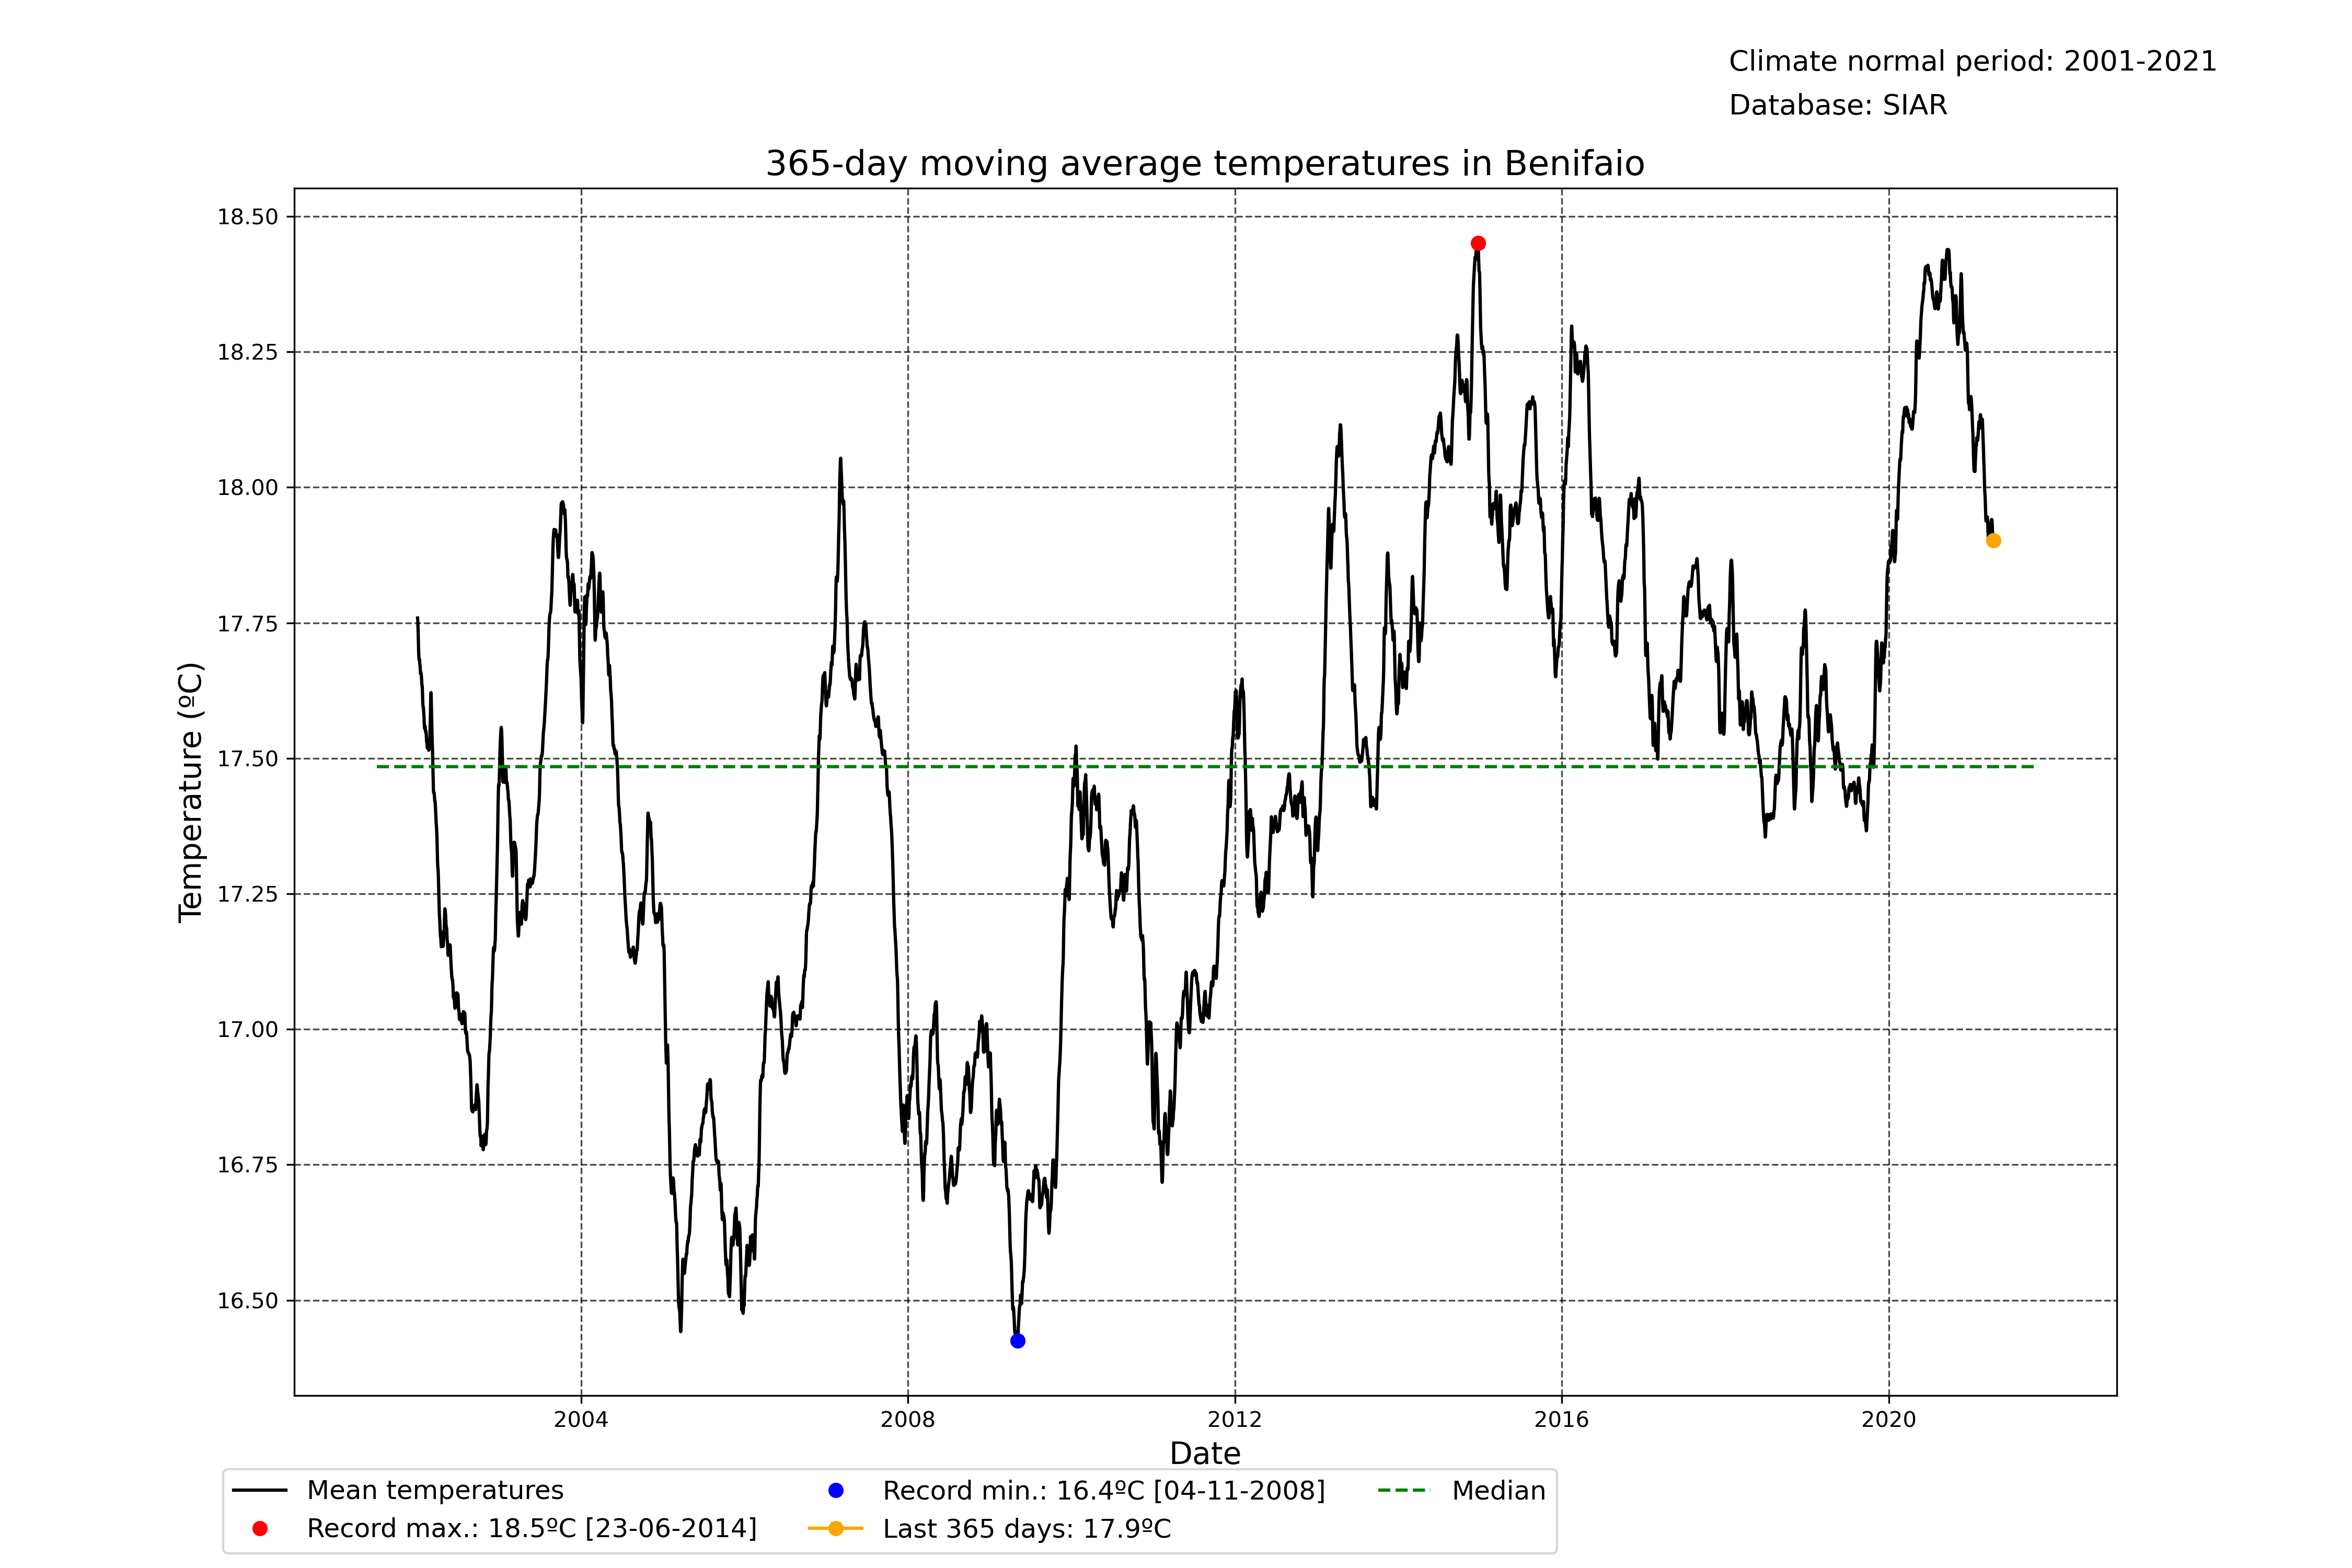 Climate normal period: 2001-2021
Database: SIAR
365-day moving average temperatures in Benifaio
18.50
18.25
18.00
17.75
17.50
17.25
17.00
16.75
16.50
Temperature (ºC)
2004 2008 2012 2016 2020
Date
Mean temperatures
Record max.: 18.5ºC [23-06-2014]
Record min.: 16.4ºC [04-11-2008]
Last 365 days: 17.9ºC
Median